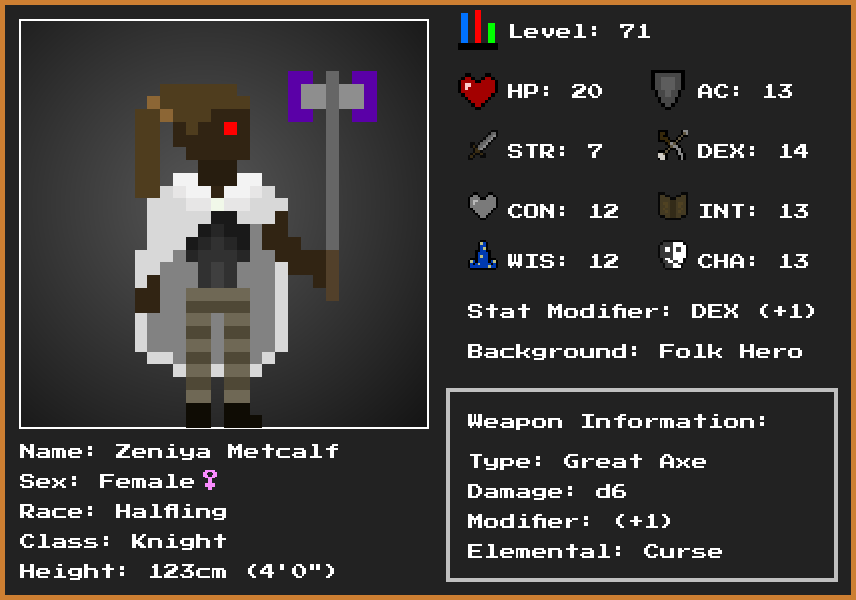 Level: 71
HP: 20
AC: 13
STR: 7
DEX: 14
CON: 12
INT: 13
WIS: 12
CHA: 13
Stat Modifier: DEX (+1)
Background: Folk Hero
Weapon Information:
Type: Great Axe
Damage: d6
Modifier: (+1)
Elemental: Curse
Name: Zeniya Metcalf
Sex: Female♀
Race: Halfling
Class: Knight
Height: 123cm (4'0")